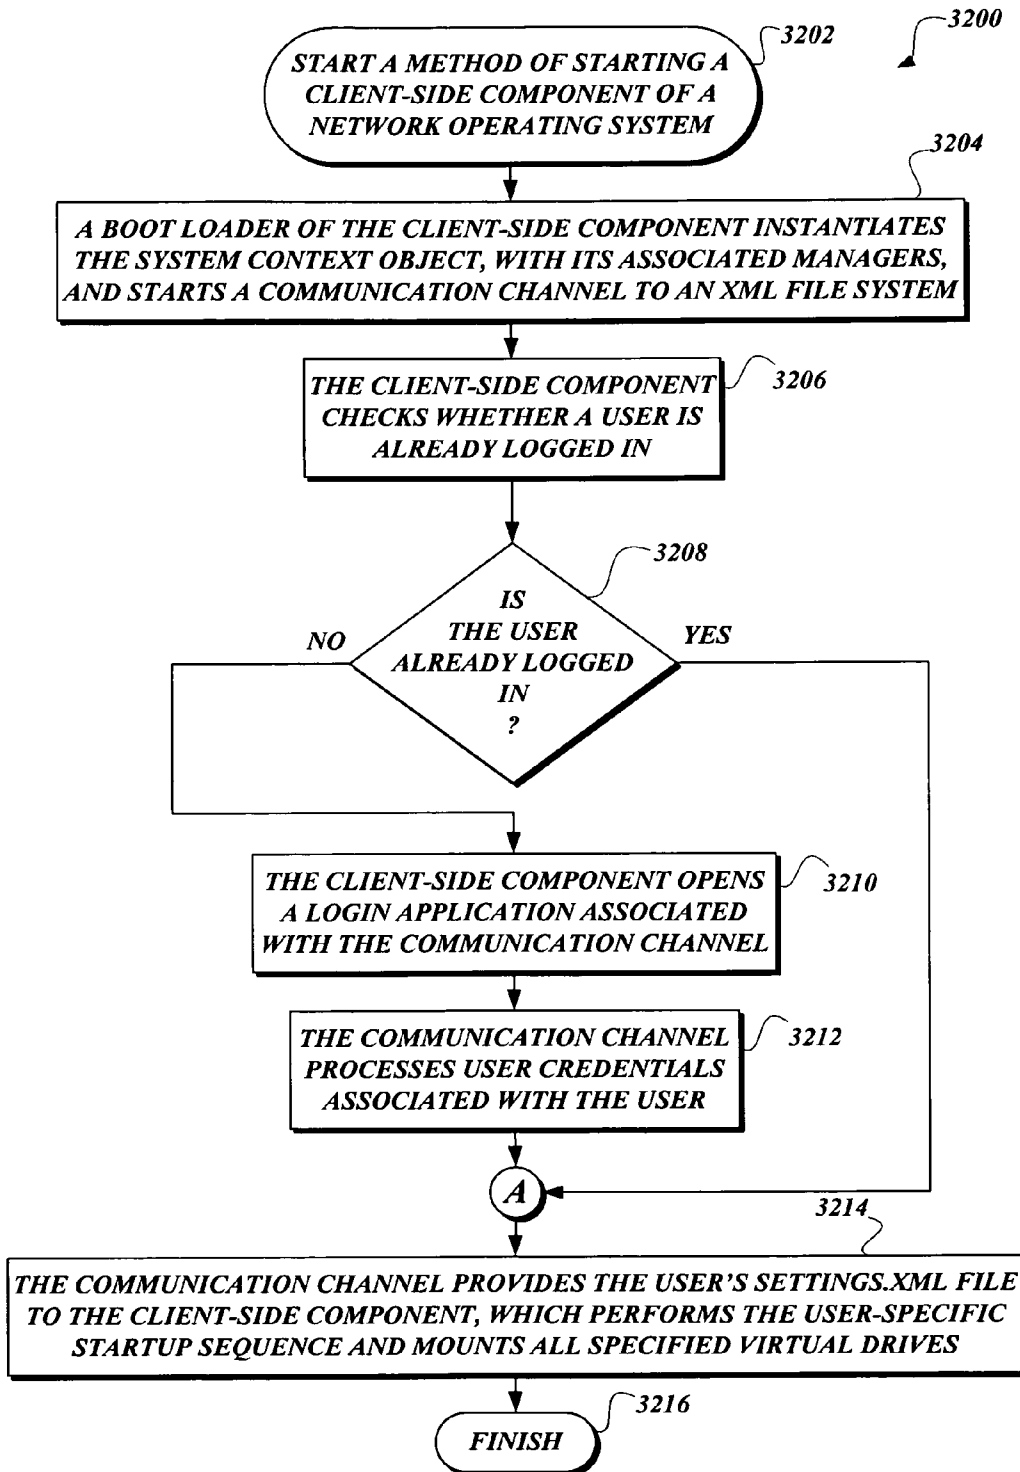 3200
3202
START A METHOD OF STARTING A
CLIENT-SIDE COMPONENT OF A
NETWORK OPERATING SYSTEM
3204
A BOOT LOADER OF THE CLIENT-SIDE COMPONENT INSTANTIATES
THE SYSTEM CONTEXT OBJECT, WITH ITS ASSOCIATED MANAGERS,
AND STARTS A COMMUNICATION CHANNEL TO AN XML FILE SYSTEM
3206
THE CLIENT-SIDE COMPONENT
CHECKS WHETHER A USER IS
ALREADY LOGGED IN
3208
IS
THE USER
ALREADY LOGGED
IN
?
NO
YES
3210
THE CLIENT-SIDE COMPONENT OPENS
A LOGIN APPLICATION ASSOCIATED
WITH THE COMMUNICATION CHANNEL
3212
THE COMMUNICATION CHANNEL
PROCESSES USER CREDENTIALS
ASSOCIATED WITH THE USER
A
3214
THE COMMUNICATION CHANNEL PROVIDES THE USER'S SETTINGS.XML FILE
TO THE CLIENT-SIDE COMPONENT, WHICH PERFORMS THE USER-SPECIFIC
STARTUP SEQUENCE AND MOUNTS ALL SPECIFIED VIRTUAL DRIVES
3216
FINISH